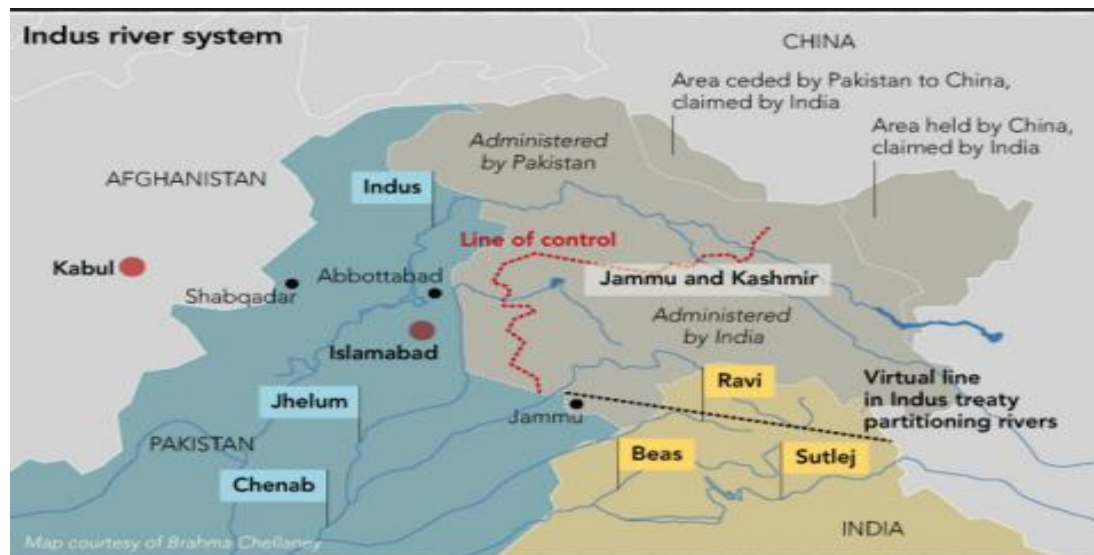 Indus river system
CHINA
Area ceded by Pakistan to China,
claimed by India
Area held by China,
claimed by India
Administered
by Pakistan
AFGHANISTAN
Indus
Line of control
Kabul
Abbottabad
Shabqadar
Jammu and Kashmir
Administered
by India
Islamabad
Ravi
Virtual line
in Indus treaty
partitioning rivers
Jhelum
Jammu
PAKISTAN
Beas
Sutlej
Chenab
INDIA
Map courtesy of Brahma Chellaney